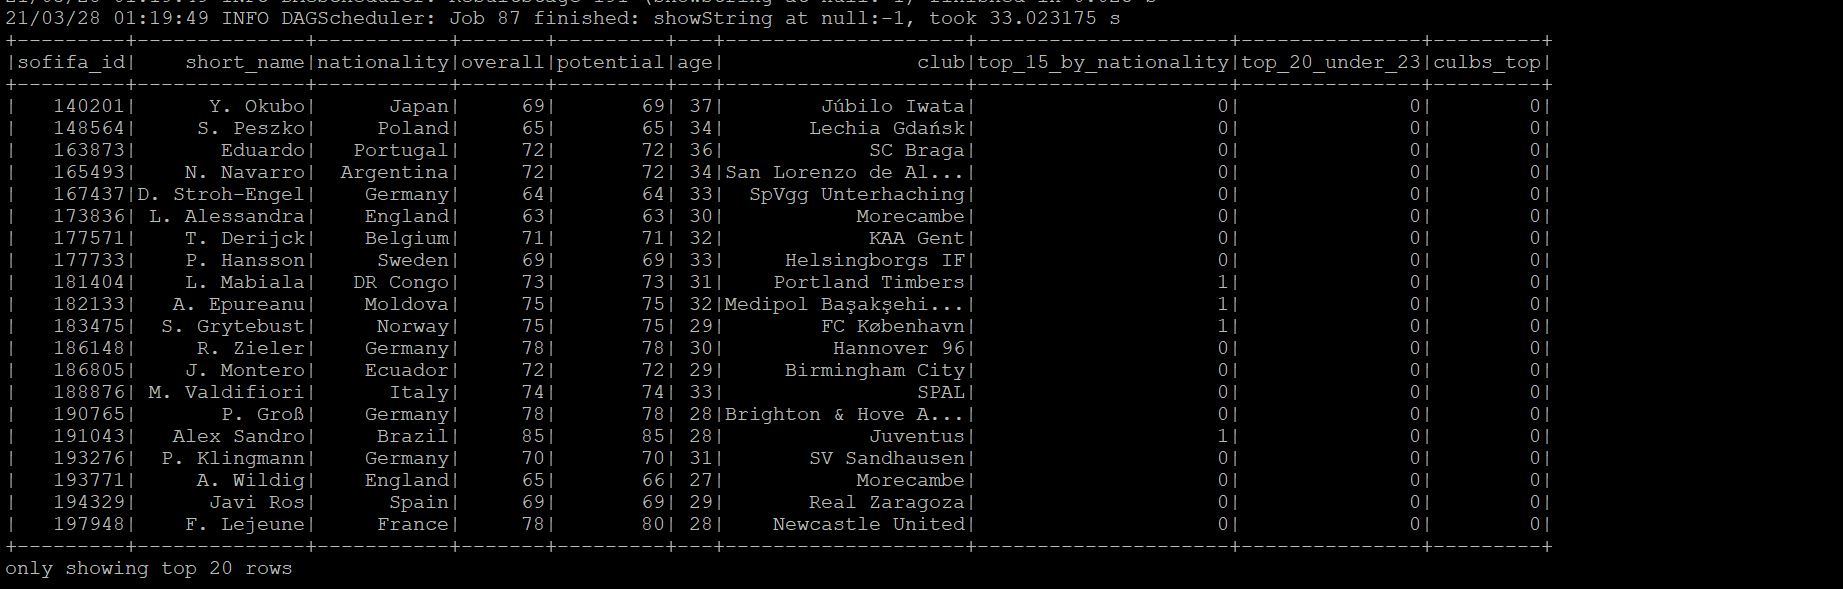 21/03/28 01:19:49 INFO DAGScheduler: Job 87 finished: showString at null:-1, took 33.023175 s
+---------+---------------+-----------+-------+---------+---+--------------------+---------------------+---------------+---------+
|sofifa_id|     short_name|nationality|overall|potential|age|                club|top_15_by_nationality|top_20_under_23|culbs_top|
+---------+---------------+-----------+-------+---------+---+--------------------+---------------------+---------------+---------+
|   140201|       Y. Okubo|      Japan|     69|       69| 37|        Júbilo Iwata|                    0|              0|        0|
|   148564|      S. Peszko|     Poland|     65|       65| 34|       Lechia Gdańsk|                    0|              0|        0|
|   163873|        Eduardo|   Portugal|     72|       72| 36|            SC Braga|                    0|              0|        0|
|   165493|     N. Navarro|  Argentina|     72|       72| 34|San Lorenzo de Al...|                    0|              0|        0|
|   167437|D. Stroh-Engel|    Germany|     64|       64| 33|  SpVgg Unterhaching|                    0|              0|        0|
|   173836|  L. Alessandra|    England|     63|       63| 30|           Morecambe|                    0|              0|        0|
|   177571|     T. Derijck|    Belgium|     71|       71| 32|            KAA Gent|                    0|              0|        0|
|   177733|     P. Hansson|     Sweden|     69|       69| 33|     Helsingborgs IF|                    0|              0|        0|
|   181404|     L. Mabiala|   DR Congo|     73|       73| 31|    Portland Timbers|                    1|              0|        0|
|   182133|    A. Epureanu|    Moldova|     75|       75| 32|Medipol Başakşehi...|                    1|              0|        0|
|   183475|   S. Grytebust|     Norway|     75|       75| 29|        FC København|                    1|              0|        0|
|   186148|      R. Zieler|    Germany|     78|       78| 30|         Hannover 96|                    0|              0|        0|
|   186805|     J. Montero|    Ecuador|     72|       72| 29|     Birmingham City|                    0|              0|        0|
|   188876|  M. Valdifiori|      Italy|     74|       74| 33|                SPAL|                    0|              0|        0|
|   190765|        P. Groß|    Germany|     78|       78| 28|Brighton & Hove A...|                    0|              0|        0|
|   191043|    Alex Sandro|     Brazil|     85|       85| 28|            Juventus|                    1|              0|        0|
|   193276|   P. Klingmann|    Germany|     70|       70| 31|       SV Sandhausen|                    0|              0|        0|
|   193771|      A. Wildig|    England|     65|       66| 27|           Morecambe|                    0|              0|        0|
|   194329|       Javi Ros|      Spain|     69|       69| 29|       Real Zaragoza|                    0|              0|        0|
|   197948|     F. Lejeune|     France|     78|       80| 28|    Newcastle United|                    0|              0|        0|
+---------+---------------+-----------+-------+---------+---+--------------------+---------------------+---------------+---------+
only showing top 20 rows